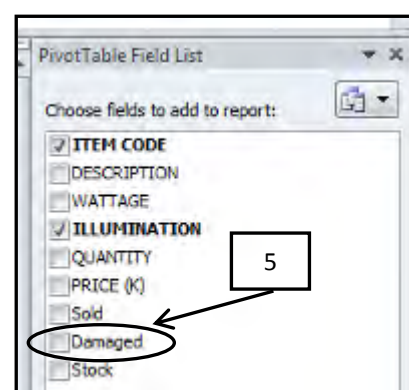 PivotTable Field List
Choose fields to add to report:
ITEM CODE
DESCRIPTION
WATTAGE
ILLUMINATION
QUANTITY
5
PRICE (K)
Sold
Damaged
Stock